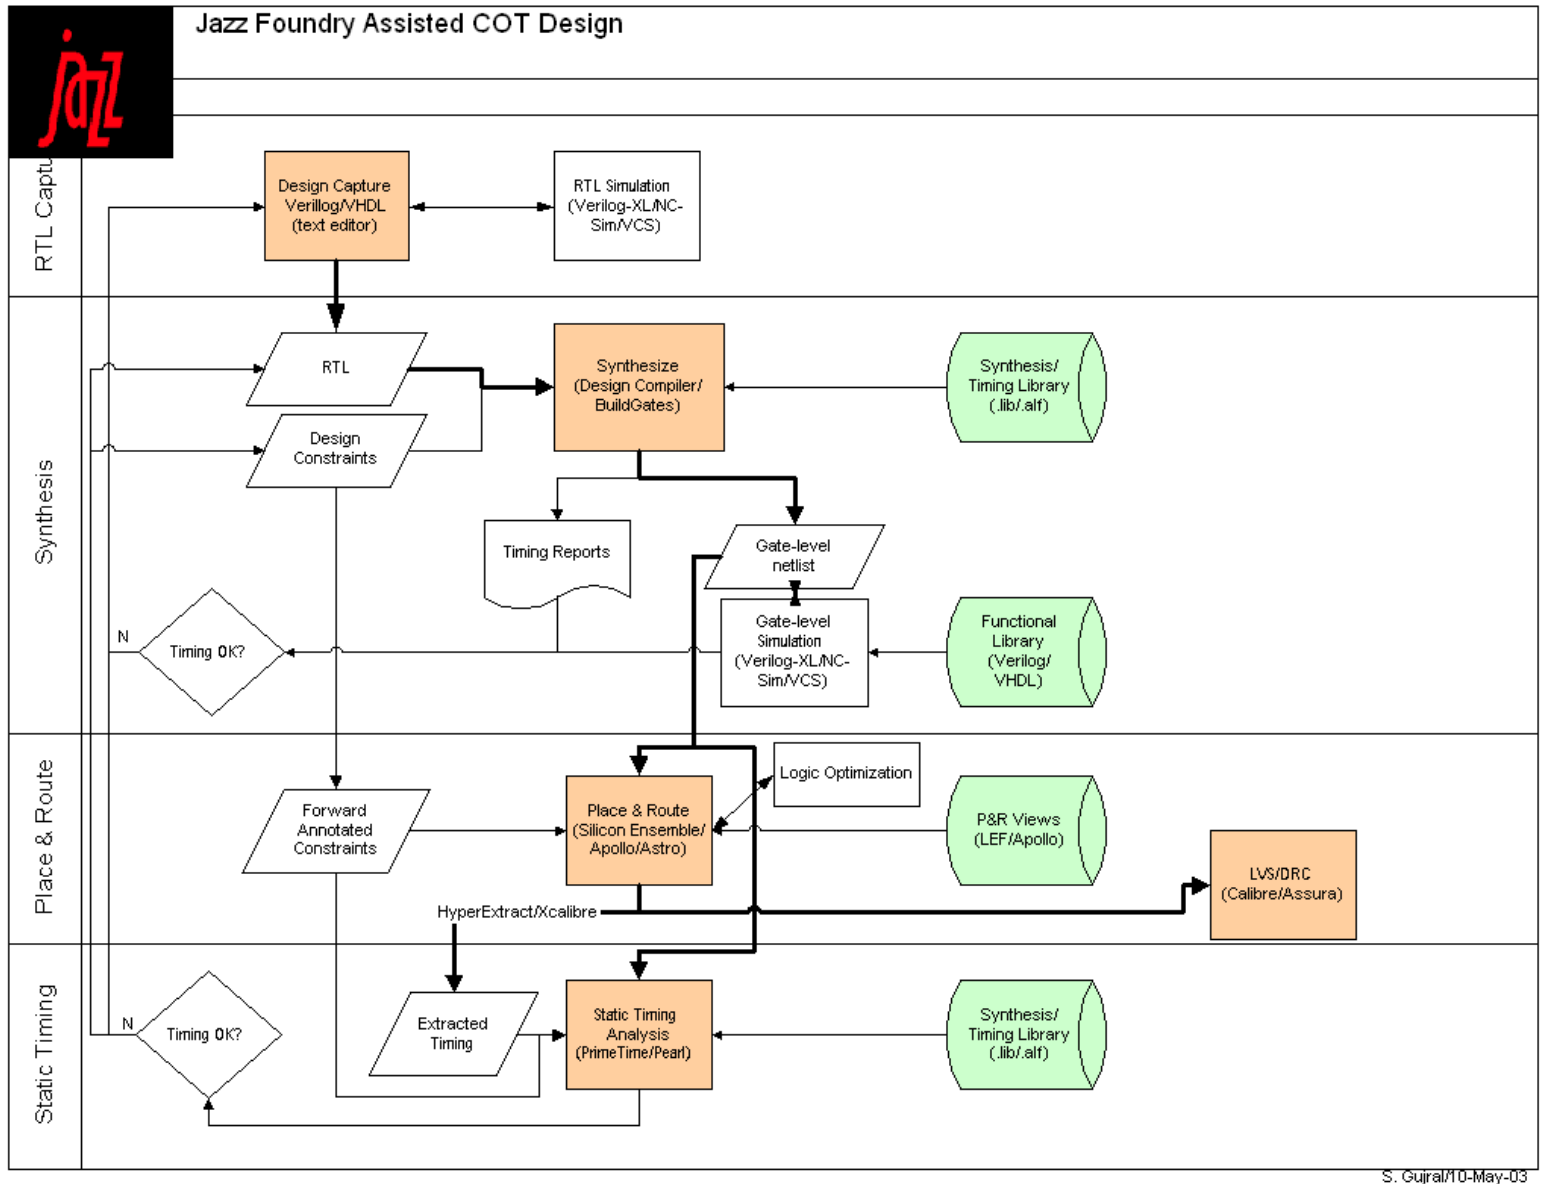 Jazz Foundry Assisted COT Design
jazz
RTL Captu
Design Capture
Verillog/VHDL
(text editor)
RTL Simulation
(Verilog-XL/NC-
Sim/VCS)
Synthesis
RTL
Synthesize
(Design Compiler/
BuildGates)
Synthesis/
Timing Library
(.lib/.alf)
Design
Constraints
Timing Reports
Gate-level
netlist
N
Timing OK?
Gate-level
Simulation
(Verilog-XL/NC-
Sim/VCS)
Functional
Library
(Verilog/
VHDL)
Place & Route
Logic Optimization
Forward
Annotated
Constraints
Place & Route
(Silicon Ensemble/
Apollo/Astro)
P&R Views
(LEF/Apollo)
LVS/DRC
(Calibre/Assura)
HyperExtract/Xcalibre
Static Timing
N
Timing OK?
Extracted
Timing
Static Timing
Analysis
(PrimeTime/Pearl)
Synthesis/
Timing Library
(.lib/.alf)
S. Gujral/10-May-03